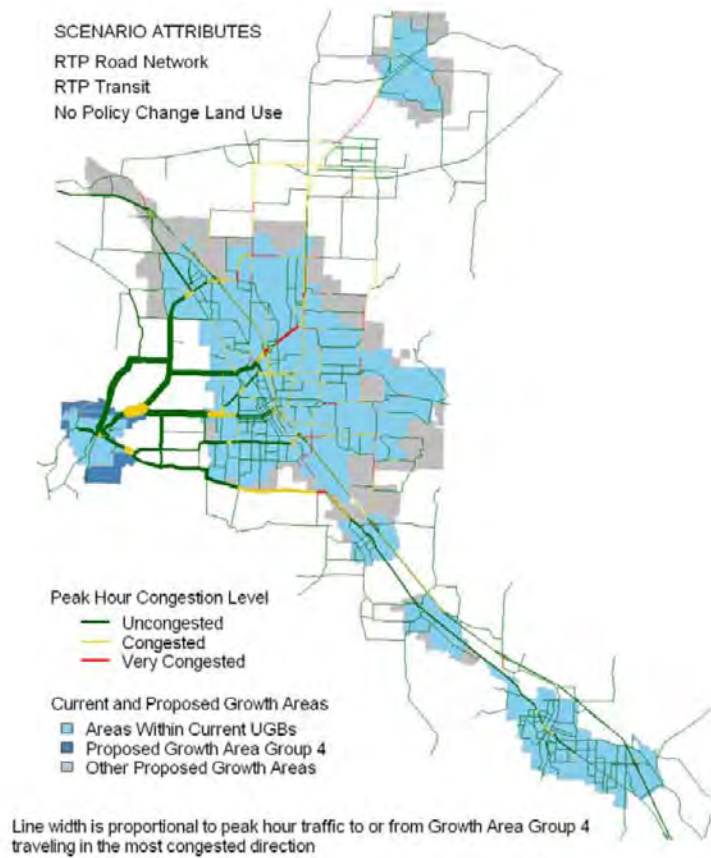 SCENARIO ATTRIBUTES
RTP Road Network
RTP Transit
No Policy Change Land Use
Peak Hour Congestion Level
Uncongested
Congested
Very Congested
Current and Proposed Growth Areas
Areas Within Current UGBs
Proposed Growth Area Group 4
Other Proposed Growth Areas
Line width is proportional to peak hour traffic to or from Growth Area Group 4
traveling in the most congested direction